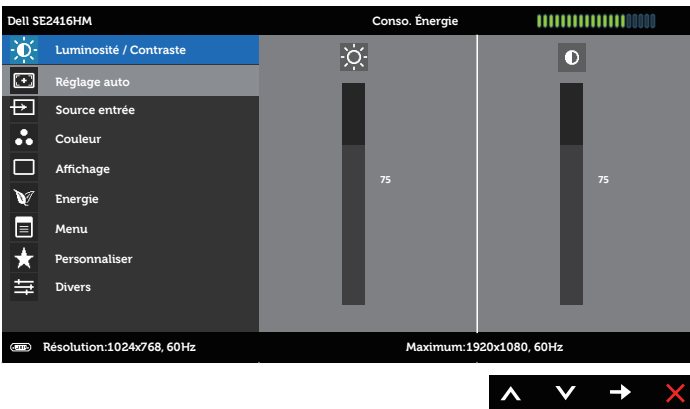 Dell SE2416HM
Conso. Énergie
Luminosité / Contraste
Réglage auto
Source entrée
Couleur
Affichage
Energie
Menu
Personnaliser
Divers
75
75
Résolution:1024x768, 60Hz
Maximum:1920x1080, 60Hz